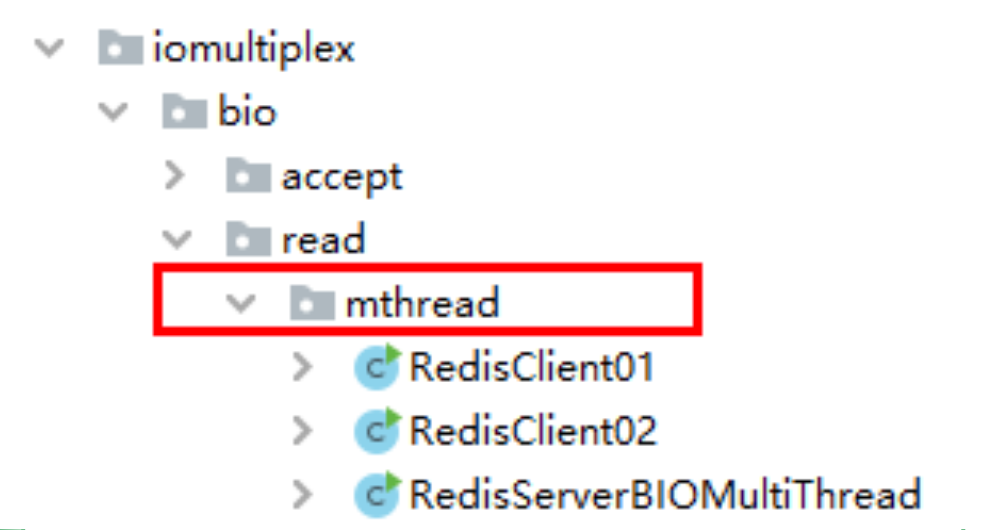 iomultiplex
bio
accept
read
mthread
RedisClient01
RedisClient02
RedisServerBIOMultiThread